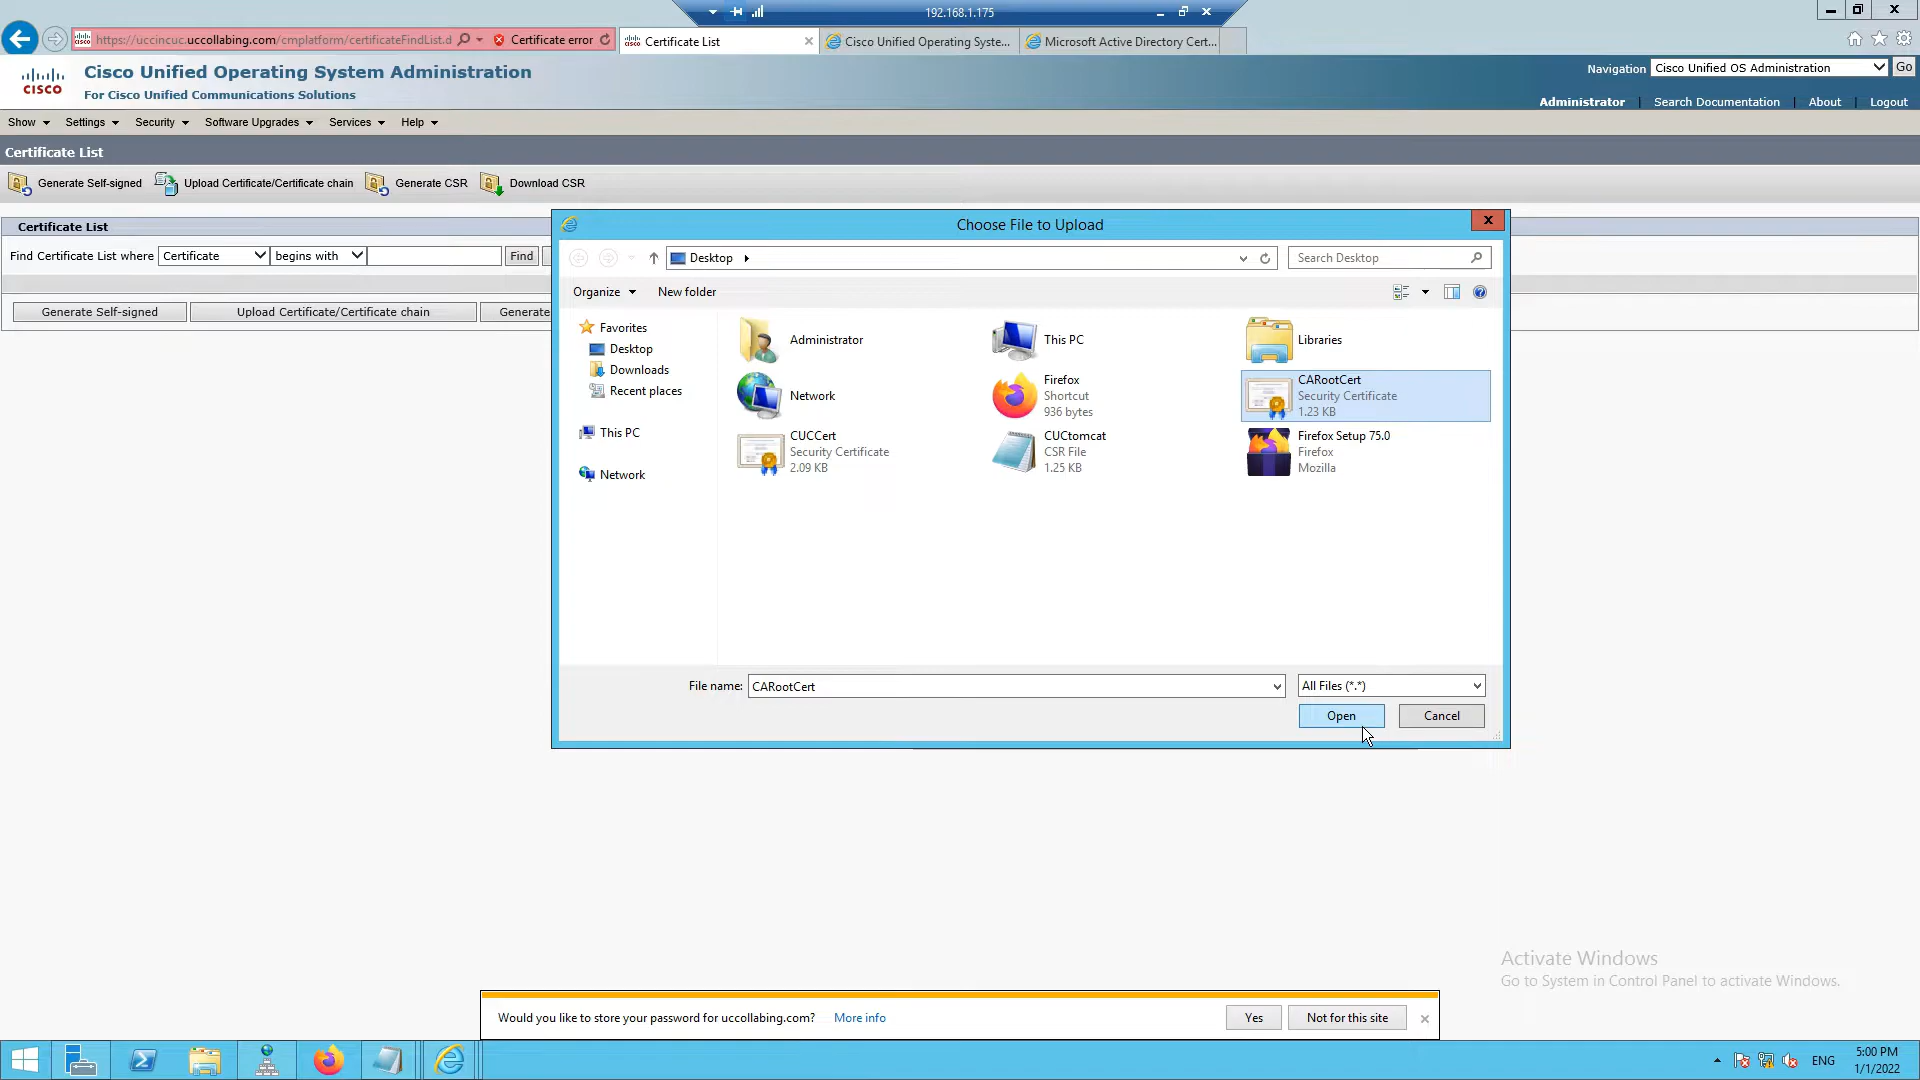 192.168.1.175
https://uccincuc.uccollabing.com/cmplatform/certificateFindList.d
Certificate error
Certificate List
Cisco Unified Operating Syste...
Microsoft Active Directory Cert...
CISCO
Cisco Unified Operating System Administration
For Cisco Unified Communications Solutions
Navigation Cisco Unified OS Administration Go
Administrator | Search Documentation | About | Logout
Show Settings Security Software Upgrades Services Help
Certificate List
Generate Self-signed Upload Certificate/Certificate chain Generate CSR Download CSR
Certificate List
Find Certificate List where Certificate begins with Find
Generate Self-signed Upload Certificate/Certificate chain Generate
Choose File to Upload
Desktop
Search Desktop
Organize New folder
Favorites
Desktop
Downloads
Recent places
This PC
Network
Administrator
This PC
Libraries
Network
Firefox
Shortcut
936 bytes
CARootCert
Security Certificate
1.23 KB
CUCCert
Security Certificate
2.09 KB
CUCtomcat
CSR File
1.25 KB
Firefox Setup 75.0
Firefox
Mozilla
File name: CARootCert
All Files (*.*)
Open Cancel
Activate Windows
Go to System in Control Panel to activate Windows.
Would you like to store your password for uccollabing.com? More info Yes Not for this site
ENG
5:00 PM
1/1/2022